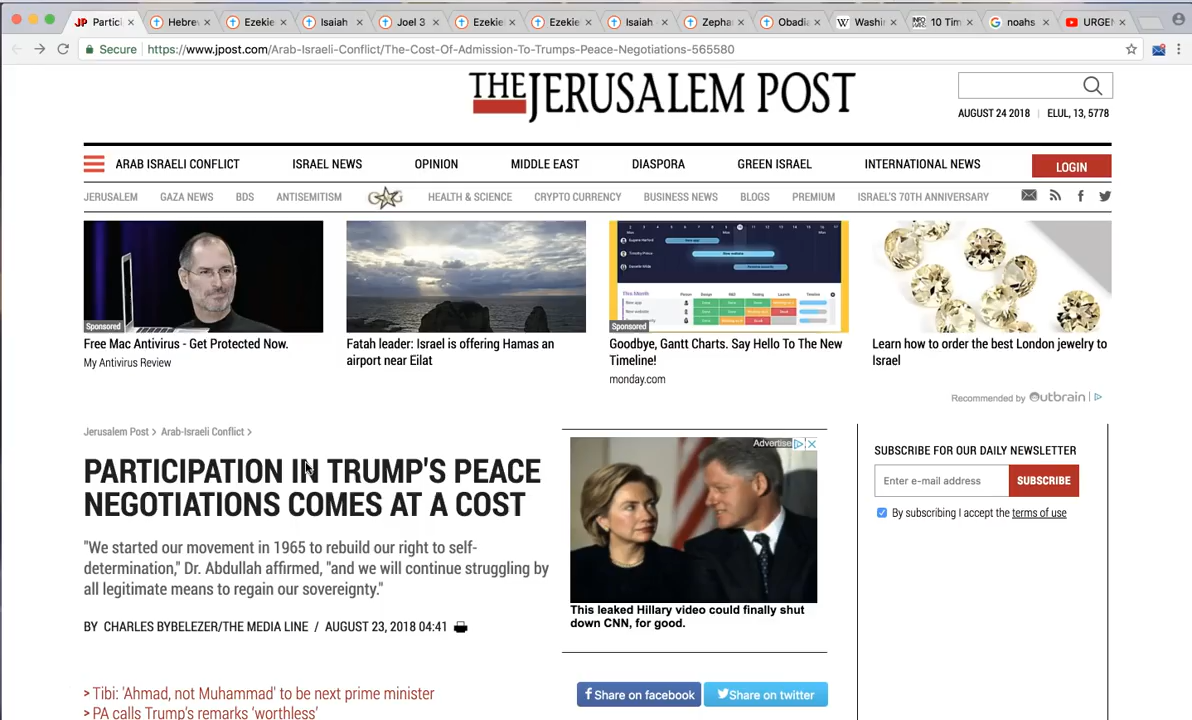 Partici
Hebrew
Ezekie
Isaiah
Joel 3
Ezekie
Ezekie
Isaiah
Zepha
Obadi
Washi
10 Tim
noahs
URGEN
Secure
https://www.jpost.com/Arab-Israeli-Conflict/The-Cost-Of-Admission-To-Trumps-Peace-Negotiations-565580
THE JERUSALEM POST
AUGUST 24 2018 | ELUL, 13, 5778
ARAB ISRAELI CONFLICT
ISRAEL NEWS
OPINION
MIDDLE EAST
DIASPORA
GREEN ISRAEL
INTERNATIONAL NEWS
LOGIN
JERUSALEM
GAZA NEWS
BDS
ANTISEMITISM
HEALTH & SCIENCE
CRYPTO CURRENCY
BUSINESS NEWS
BLOGS
PREMIUM
ISRAEL'S 70TH ANNIVERSARY
Sponsored
Free Mac Antivirus - Get Protected Now.
My Antivirus Review
Fatah leader: Israel is offering Hamas an
airport near Eilat
Sponsored
Goodbye, Gantt Charts. Say Hello To The New
Timeline!
monday.com
Learn how to order the best London jewelry to
Israel
Recommended by Outbrain
Jerusalem Post > Arab-Israeli Conflict >
PARTICIPATION IN TRUMP'S PEACE
NEGOTIATIONS COMES AT A COST
"We started our movement in 1965 to rebuild our right to self-
determination," Dr. Abdullah affirmed, "and we will continue struggling by
all legitimate means to regain our sovereignty."
BY CHARLES BYBELEZER/THE MEDIA LINE / AUGUST 23, 2018 04:41
> Tibi: 'Ahmad, not Muhammad' to be next prime minister
> PA calls Trump's remarks 'worthless'
Advertise
This leaked Hillary video could finally shut
down CNN, for good.
Share on facebook
Share on twitter
SUBSCRIBE FOR OUR DAILY NEWSLETTER
Enter e-mail address
SUBSCRIBE
By subscribing I accept the terms of use